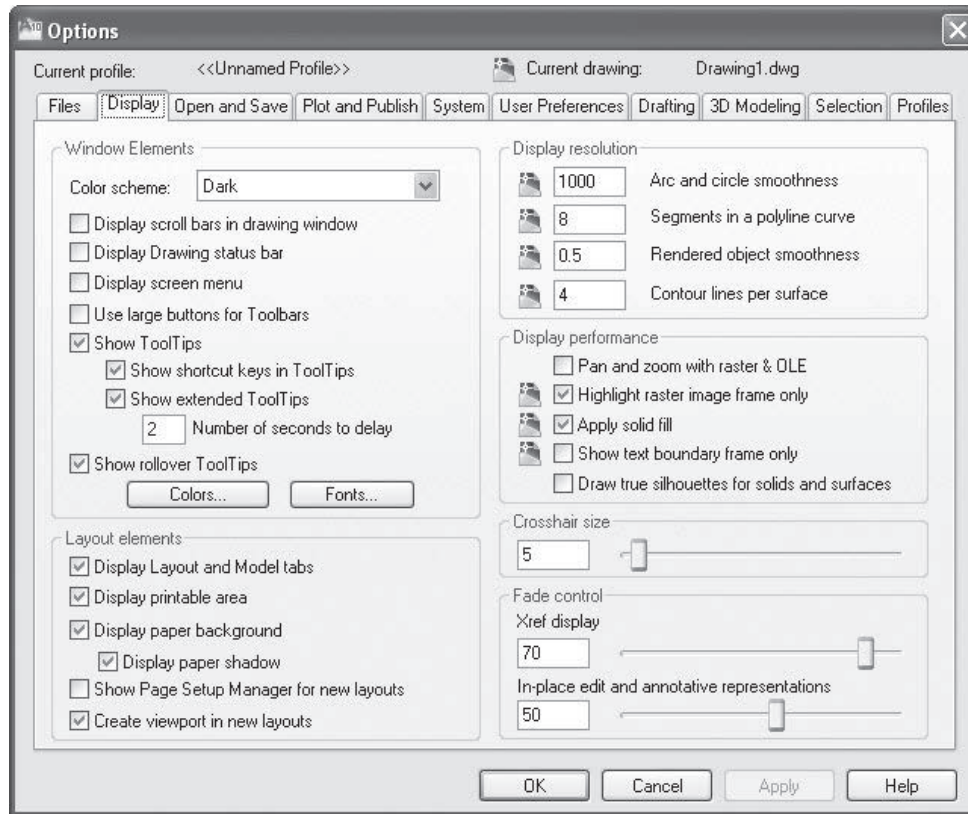 Options
Current profile: <<Unnamed Profile>> Current drawing: Drawing1.dwg
Files Display Open and Save Plot and Publish System User Preferences Drafting 3D Modeling Selection Profiles
Window Elements
Color scheme: Dark
Display scroll bars in drawing window
Display Drawing status bar
Display screen menu
Use large buttons for Toolbars
Show ToolTips
Show shortcut keys in ToolTips
Show extended ToolTips
2 Number of seconds to delay
Show rollover ToolTips
Colors... Fonts...
Layout elements
Display Layout and Model tabs
Display printable area
Display paper background
Display paper shadow
Show Page Setup Manager for new layouts
Create viewport in new layouts
Display resolution
1000 Arc and circle smoothness
8 Segments in a polyline curve
0.5 Rendered object smoothness
4 Contour lines per surface
Display performance
Pan and zoom with raster & OLE
Highlight raster image frame only
Apply solid fill
Show text boundary frame only
Draw true silhouettes for solids and surfaces
Crosshair size
5
Fade control
Xref display
70
In-place edit and annotative representations
50
OK Cancel Apply Help